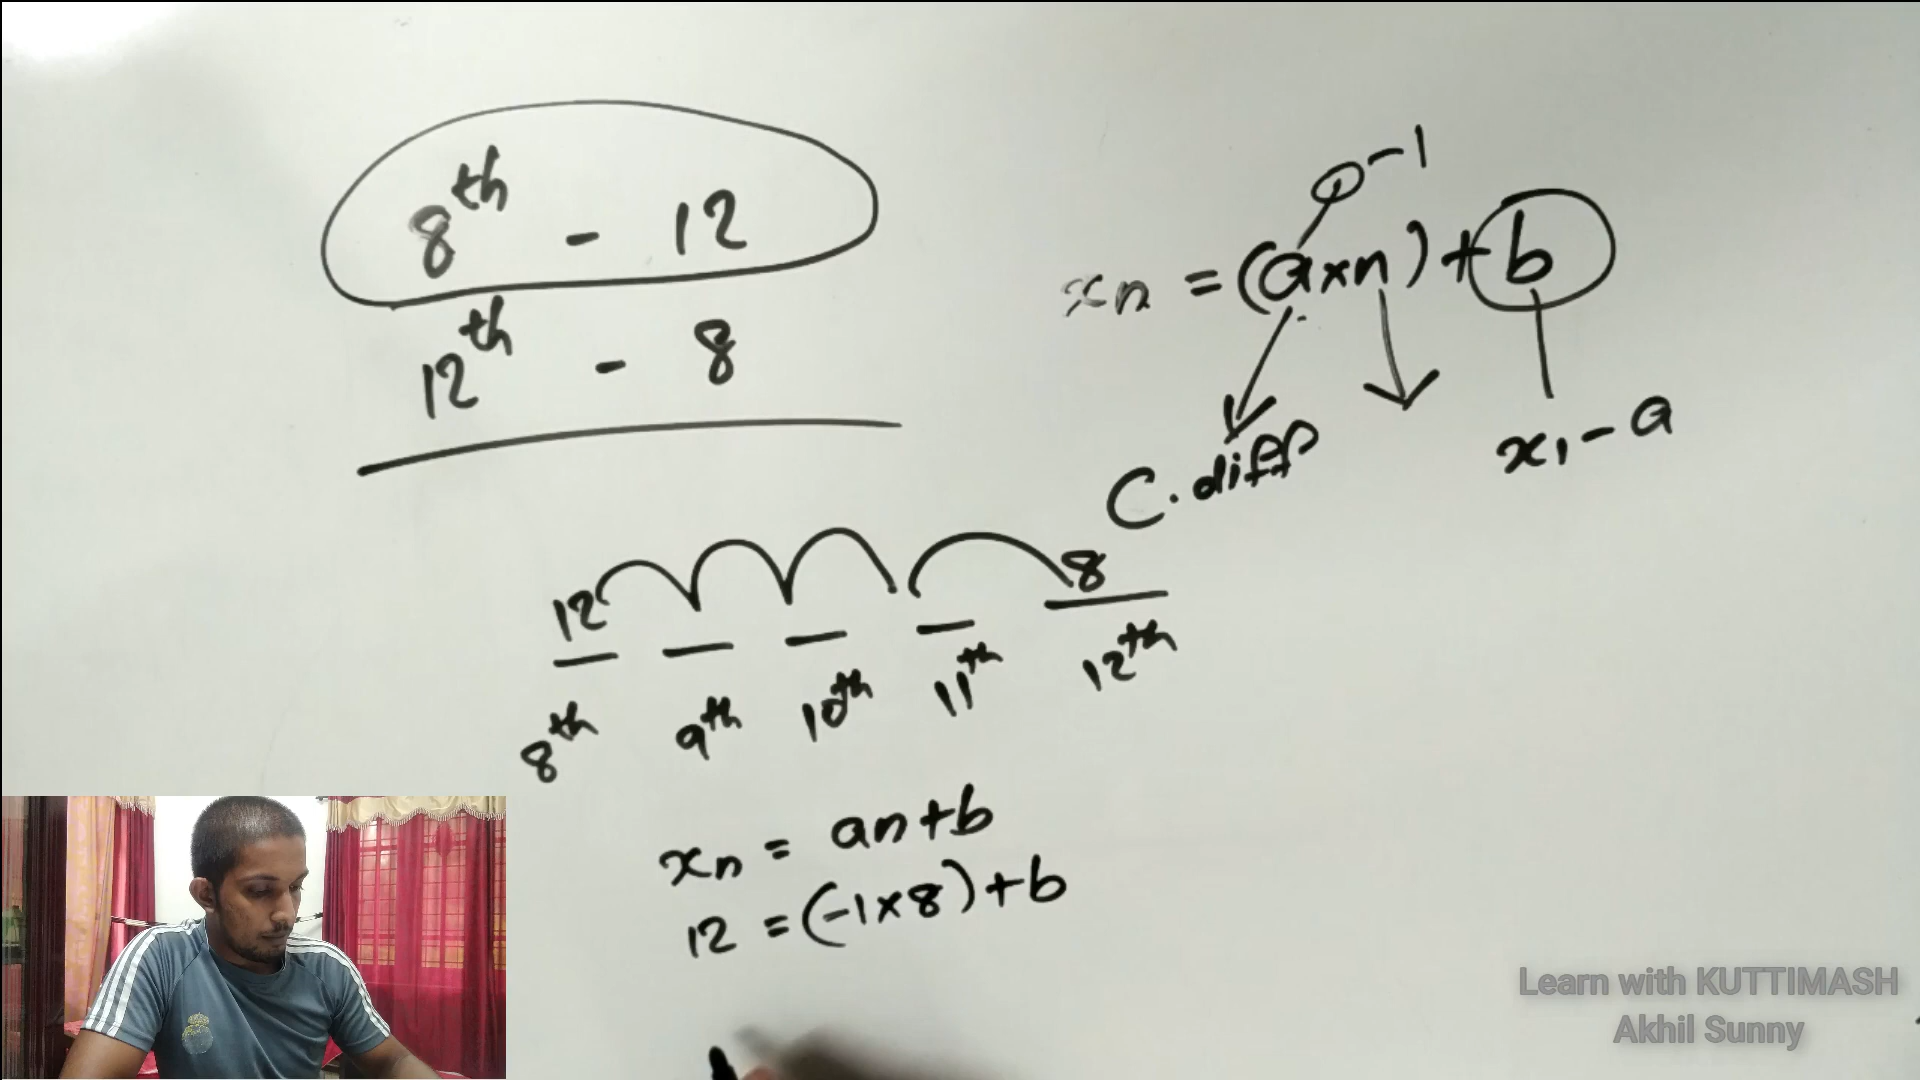 8th - 12
12th - 8
-1
xn = (a×n) + b
C.diff
x1 - a
12 8
8th 9th 10th 11th 12th
xn = an+b
12 = (-1×8)+b
Learn with KUTTIMASH
Akhil Sunny